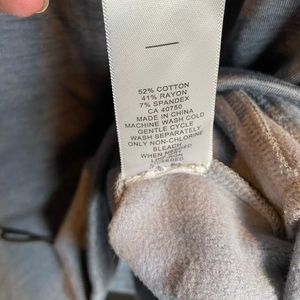 52% COTTON
41% RAYON
7% SPANDEX
CA 40750
MADE IN CHINA
MACHINE WASH COLD
GENTLE CYCLE
WASH SEPARATELY
ONLY NON-CHLORINE
BLEACH
WHEN NEED